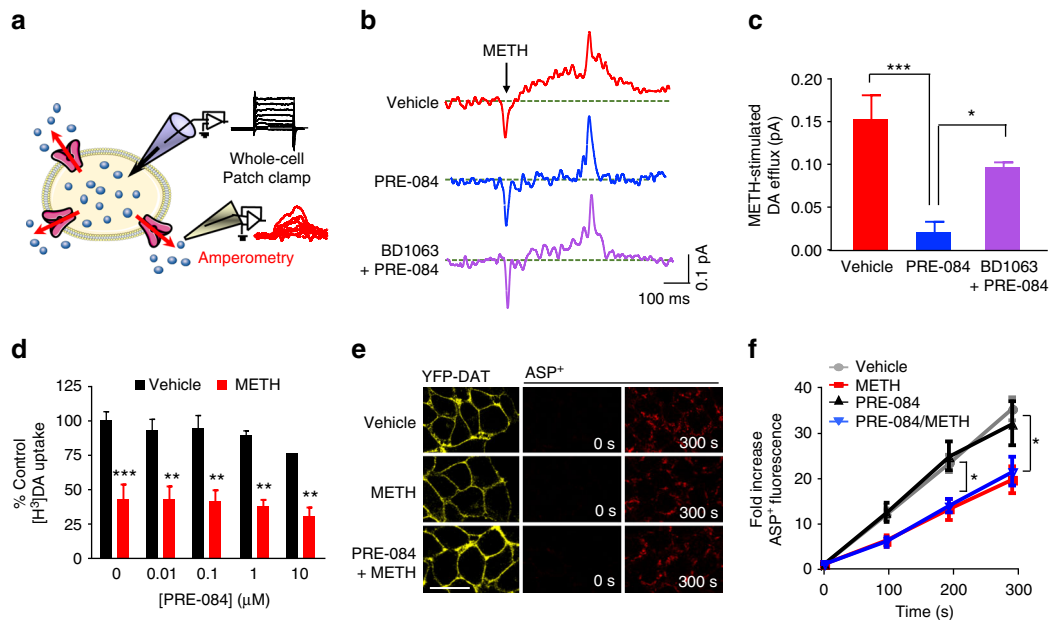 a
Whole-cell
Patch clamp
Amperometry
b
METH
Vehicle
PRE-084
BD1063
+ PRE-084
0.1 pA
100 ms
c
METH-stimulated
DA efflux (pA)
0.20
0.15
0.10
0.05
0.00
***
*
Vehicle
PRE-084
BD1063
+ PRE-084
d
% Control
[H³]DA uptake
125
100
75
50
25
0
Vehicle
METH
***
**
**
**
**
0
0.01
0.1
1
10
[PRE-084] (μM)
e
YFP-DAT
ASP⁺
Vehicle
0 s
300 s
METH
0 s
300 s
PRE-084
+ METH
0 s
300 s
f
Vehicle
METH
PRE-084
PRE-084/METH
Fold increase
ASP⁺ fluorescence
40
30
20
10
0
*
*
0
100
200
300
Time (s)